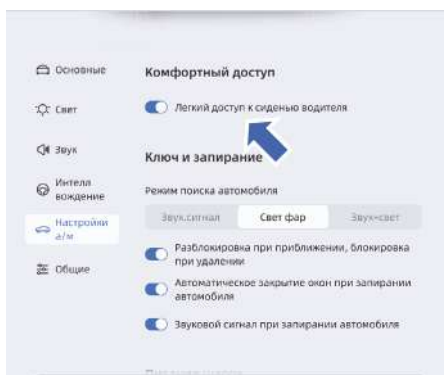 Основные
Свет
Звук
Интелл
вождение
Настройки
а/м
Общие
Комфортный доступ
Легкий доступ к сиденью водителя
Ключ и запирание
Режим поиска автомобиля
Звук.сигнал Свет фар Звук+свет
Разблокировка при приближении, блокировка
при удалении
Автоматическое закрытие окон при запирании
автомобиля
Звуковой сигнал при запирании автомобиля